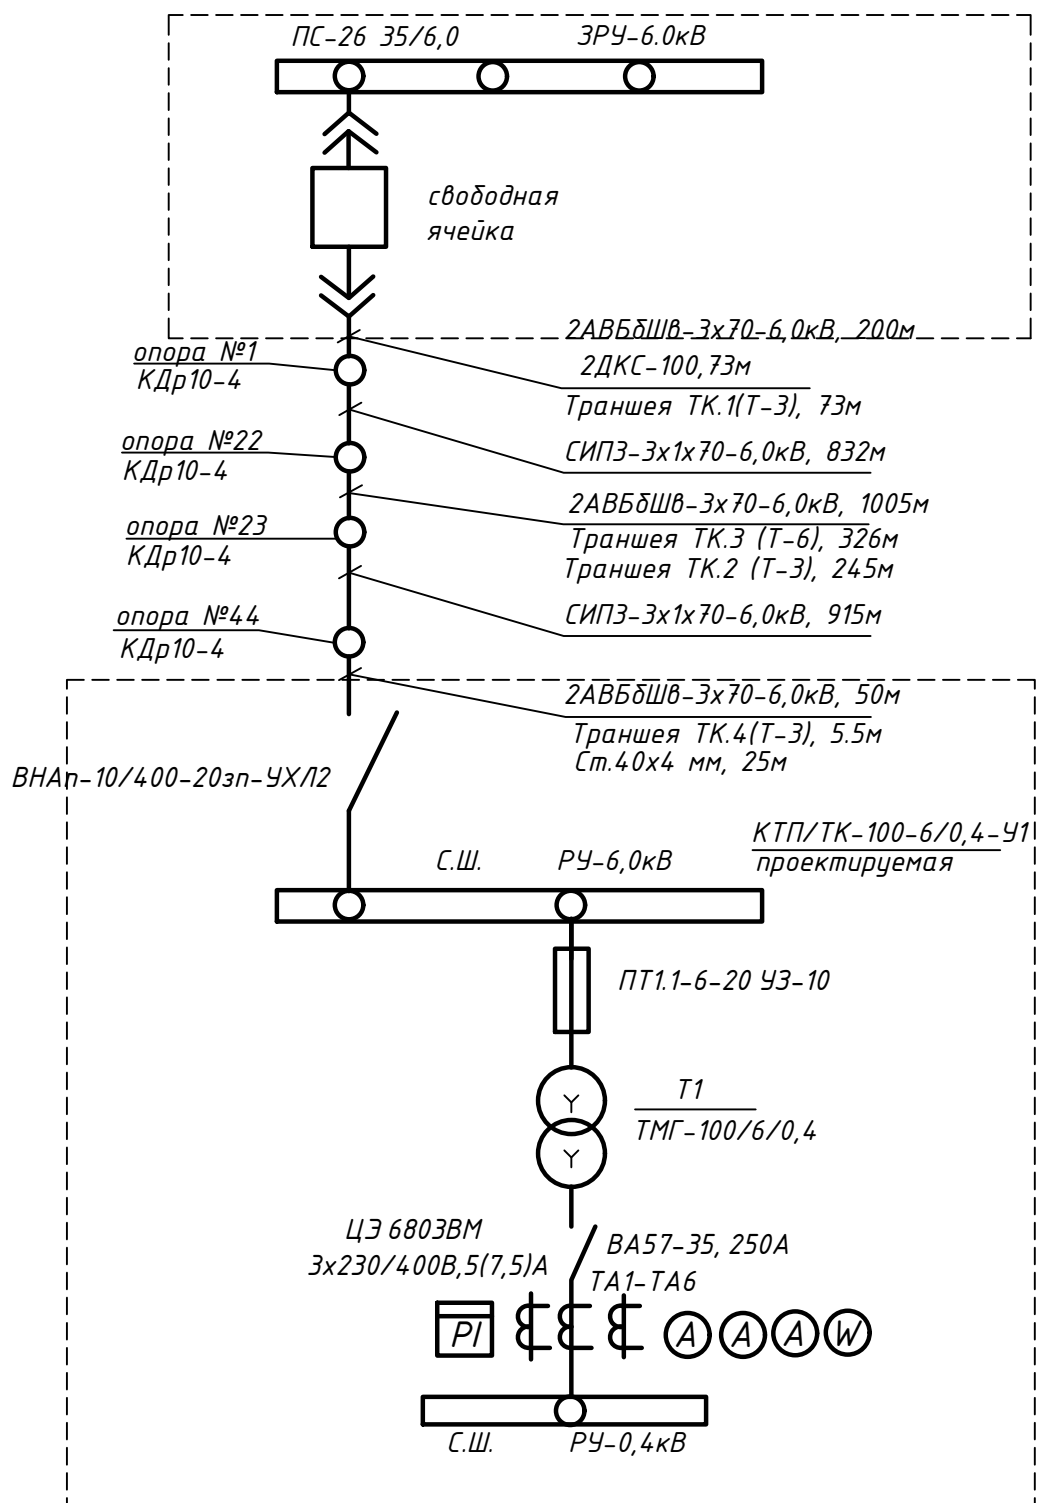 ПС-26 35/6,0 ЗРУ-6.0кВ
свободная
ячейка
2АВБбШв-3х70-6,0кВ, 200м
опора №1
КДр10-4
2ДКС-100,73м
Траншея ТК.1(Т-3), 73м
опора №22
КДр10-4
СИП3-3х1х70-6,0кВ, 832м
2АВБбШв-3х70-6,0кВ, 1005м
опора №23
КДр10-4
Траншея ТК.3 (Т-6), 326м
Траншея ТК.2 (Т-3), 245м
опора №44
КДр10-4
СИП3-3х1х70-6,0кВ, 915м
2АВБбШв-3х70-6,0кВ, 50м
Траншея ТК.4(Т-3), 5.5м
Ст.40х4 мм, 25м
ВНАп-10/400-20зп-УХЛ2
КТП/ТК-100-6/0,4-У1
проектируемая
С.Ш. РУ-6,0кВ
ПТ1.1-6-20 У3-10
Т1
ТМГ-100/6/0,4
ЦЭ 6803ВМ
3х230/400В,5(7,5)А
ВА57-35, 250А
ТА1-ТА6
PI A A A W
С.Ш. РУ-0,4кВ